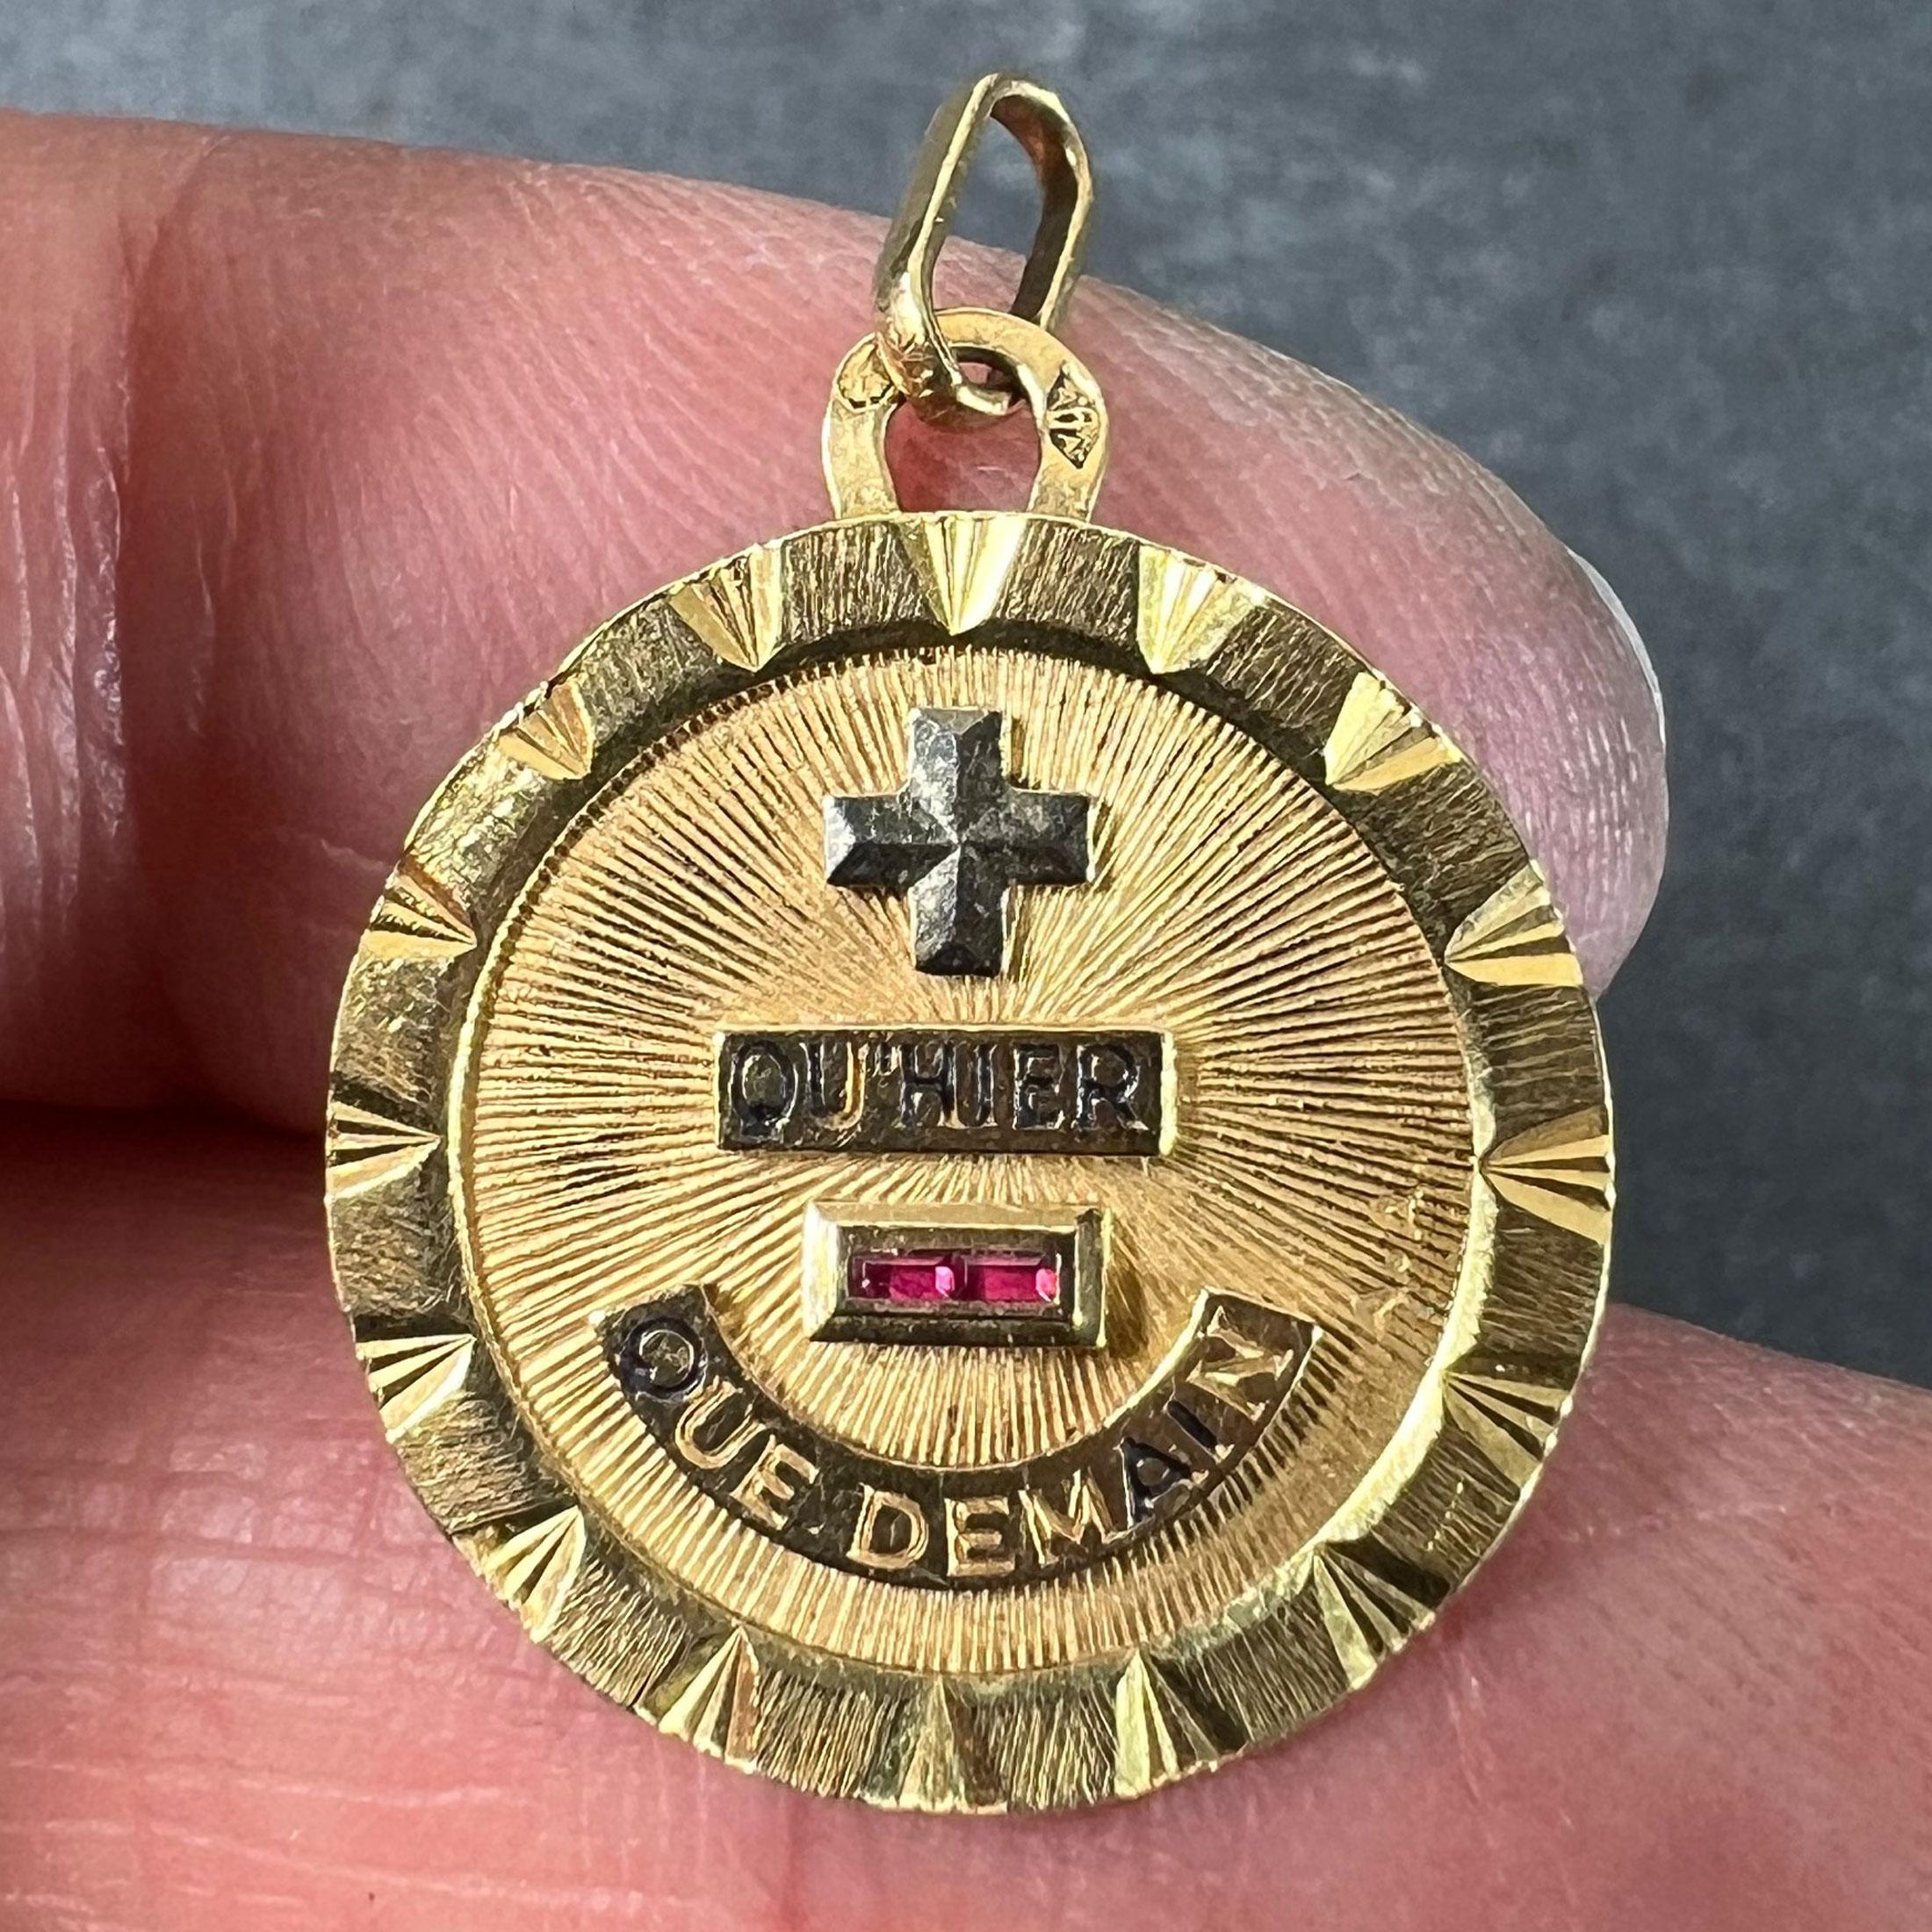 +
QU'HIER
-
QUE DEMAIN